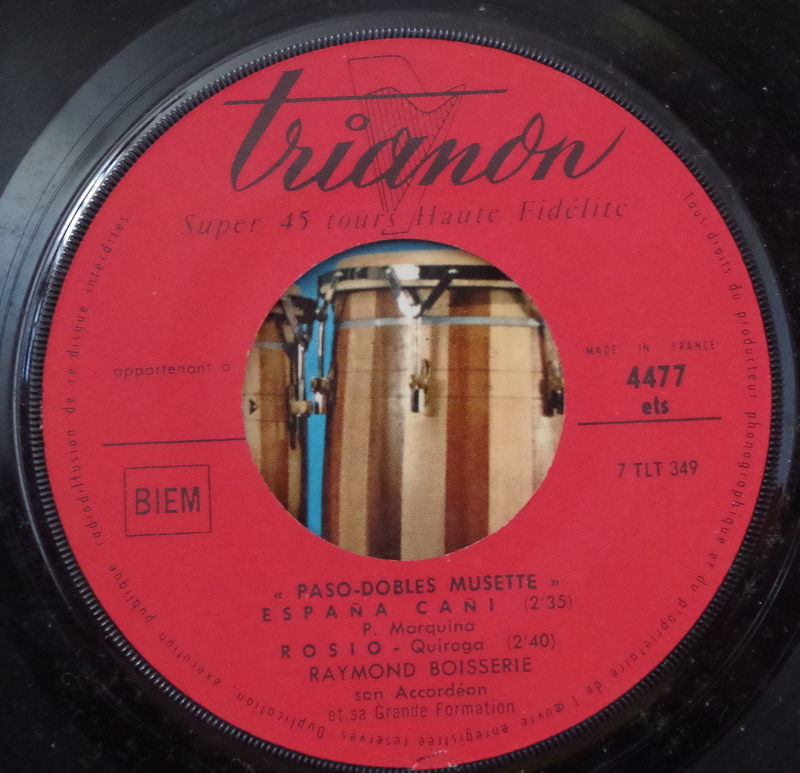 trianon
Super 45 tours Haute Fidélité
appartenant a
MADE IN FRANCE
4477
ets
7 TLT 349
BIEM
« PASO-DOBLES MUSETTE »
ESPAÑA CAÑI (2'35)
P. Marquina
ROSIO - Quiroga (2'40)
RAYMOND BOISSERIE
son Accordéon
et sa Grande Formation
Tous droits du producteur phonographique et du propriétaire de l'œuvre enregistrée reservés Duplication, exécution publique radiodiffusion de ce disque interdites